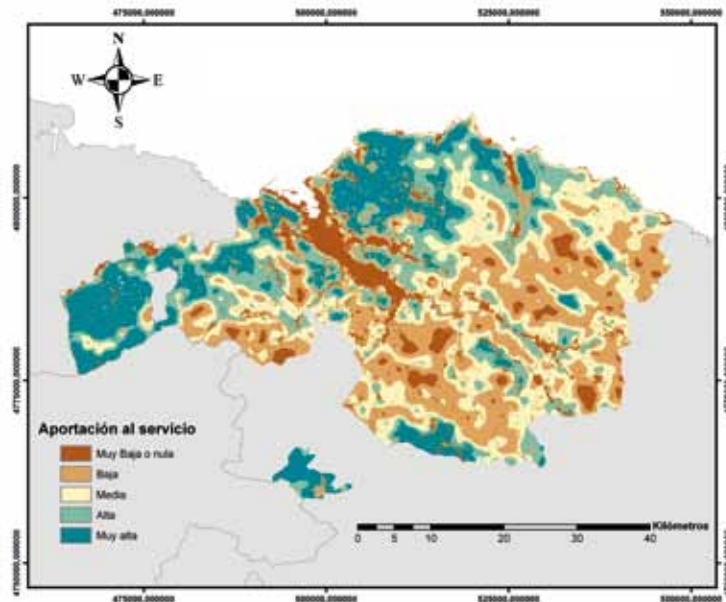 475000,000000 500000,000000 525000,000000 550000,000000
N
W E
S
4800000,000000
4775000,000000
Aportación al servicio
Muy Baja o nula
Baja
Media
Alta
Muy alta
Kilómetros
0 5 10 20 30 40
4750000,000000
475000,000000 500000,000000 525000,000000 550000,000000